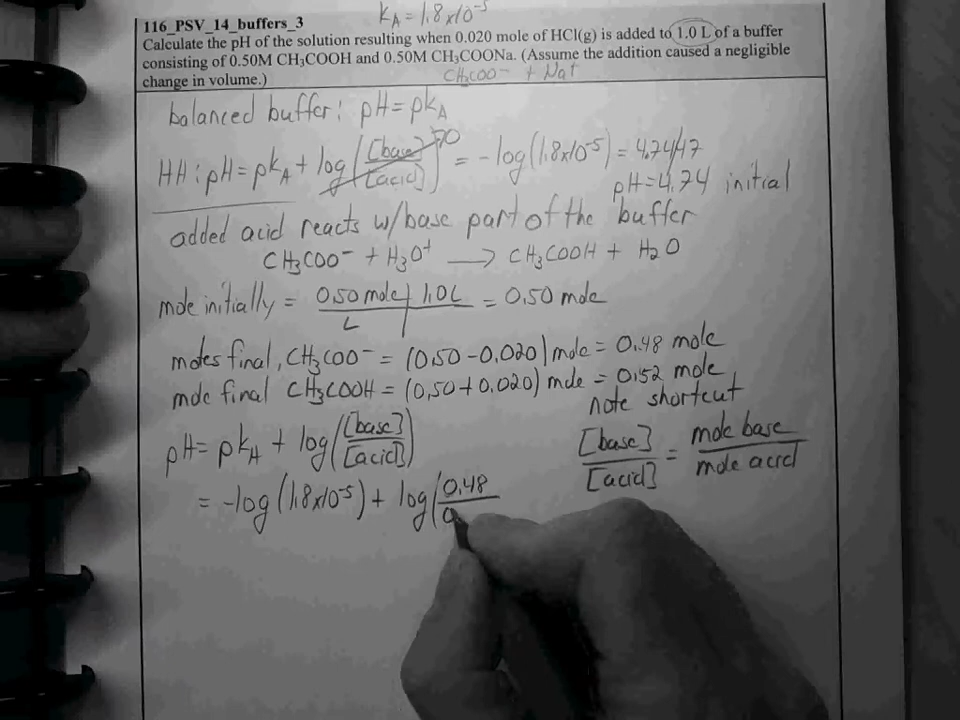 116_PSV_14_buffers_3
KA = 1.8x10⁻⁵
Calculate the pH of the solution resulting when 0.020 mole of HCl(g) is added to 1.0 L of a buffer
consisting of 0.50M CH₃COOH and 0.50M CH₃COONa. (Assume the addition caused a negligible
change in volume.)
CH₃COO⁻ + Na⁺
balanced buffer: pH = pKA
HH: pH = pKA + log([base]/[acid])→0 = -log(1.8x10⁻⁵) = 4.74/47
pH = 4.74 initial
added acid reacts w/base part of the buffer
CH₃COO⁻ + H₃O⁺ → CH₃COOH + H₂O
mole initially = 0.50 mole/L | 1.0L = 0.50 mole
moles final, CH₃COO⁻ = (0.50 - 0.020) mole = 0.48 mole
mole final CH₃COOH = (0.50 + 0.020) mole = 0.52 mole
note shortcut
pH = pKA + log([base]/[acid])
[base]/[acid] = mole base/mole acid
= -log(1.8x10⁻⁵) + log(0.48/0